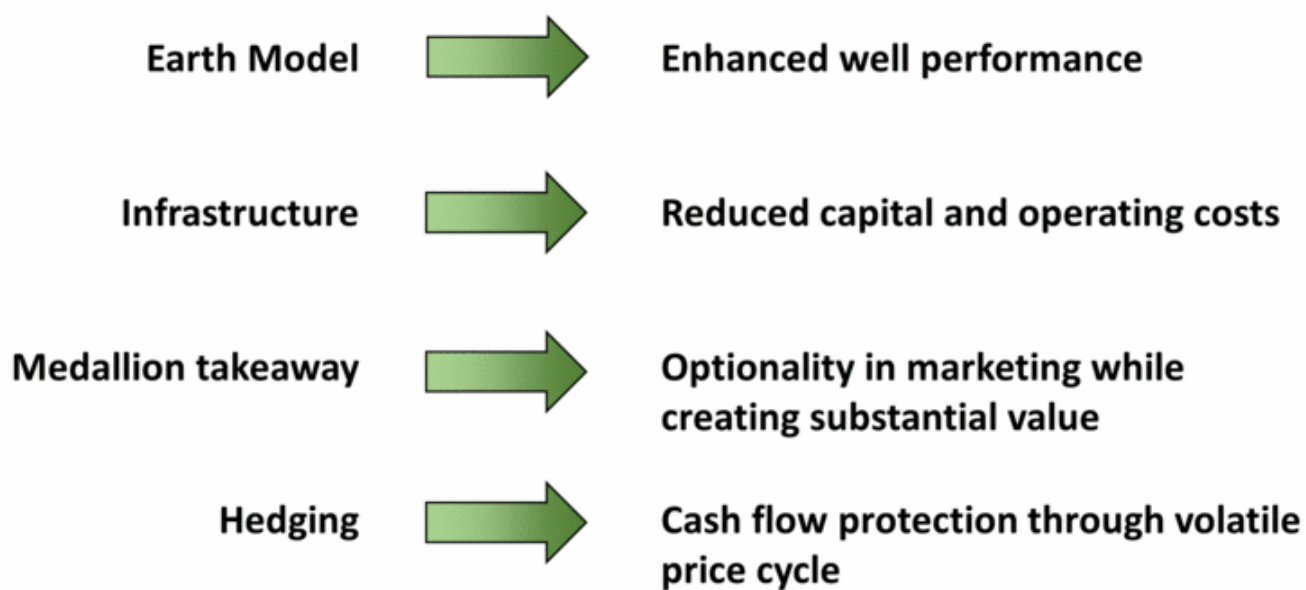 Earth Model
Enhanced well performance
Infrastructure
Reduced capital and operating costs
Medallion takeaway
Optionality in marketing while
creating substantial value
Hedging
Cash flow protection through volatile
price cycle